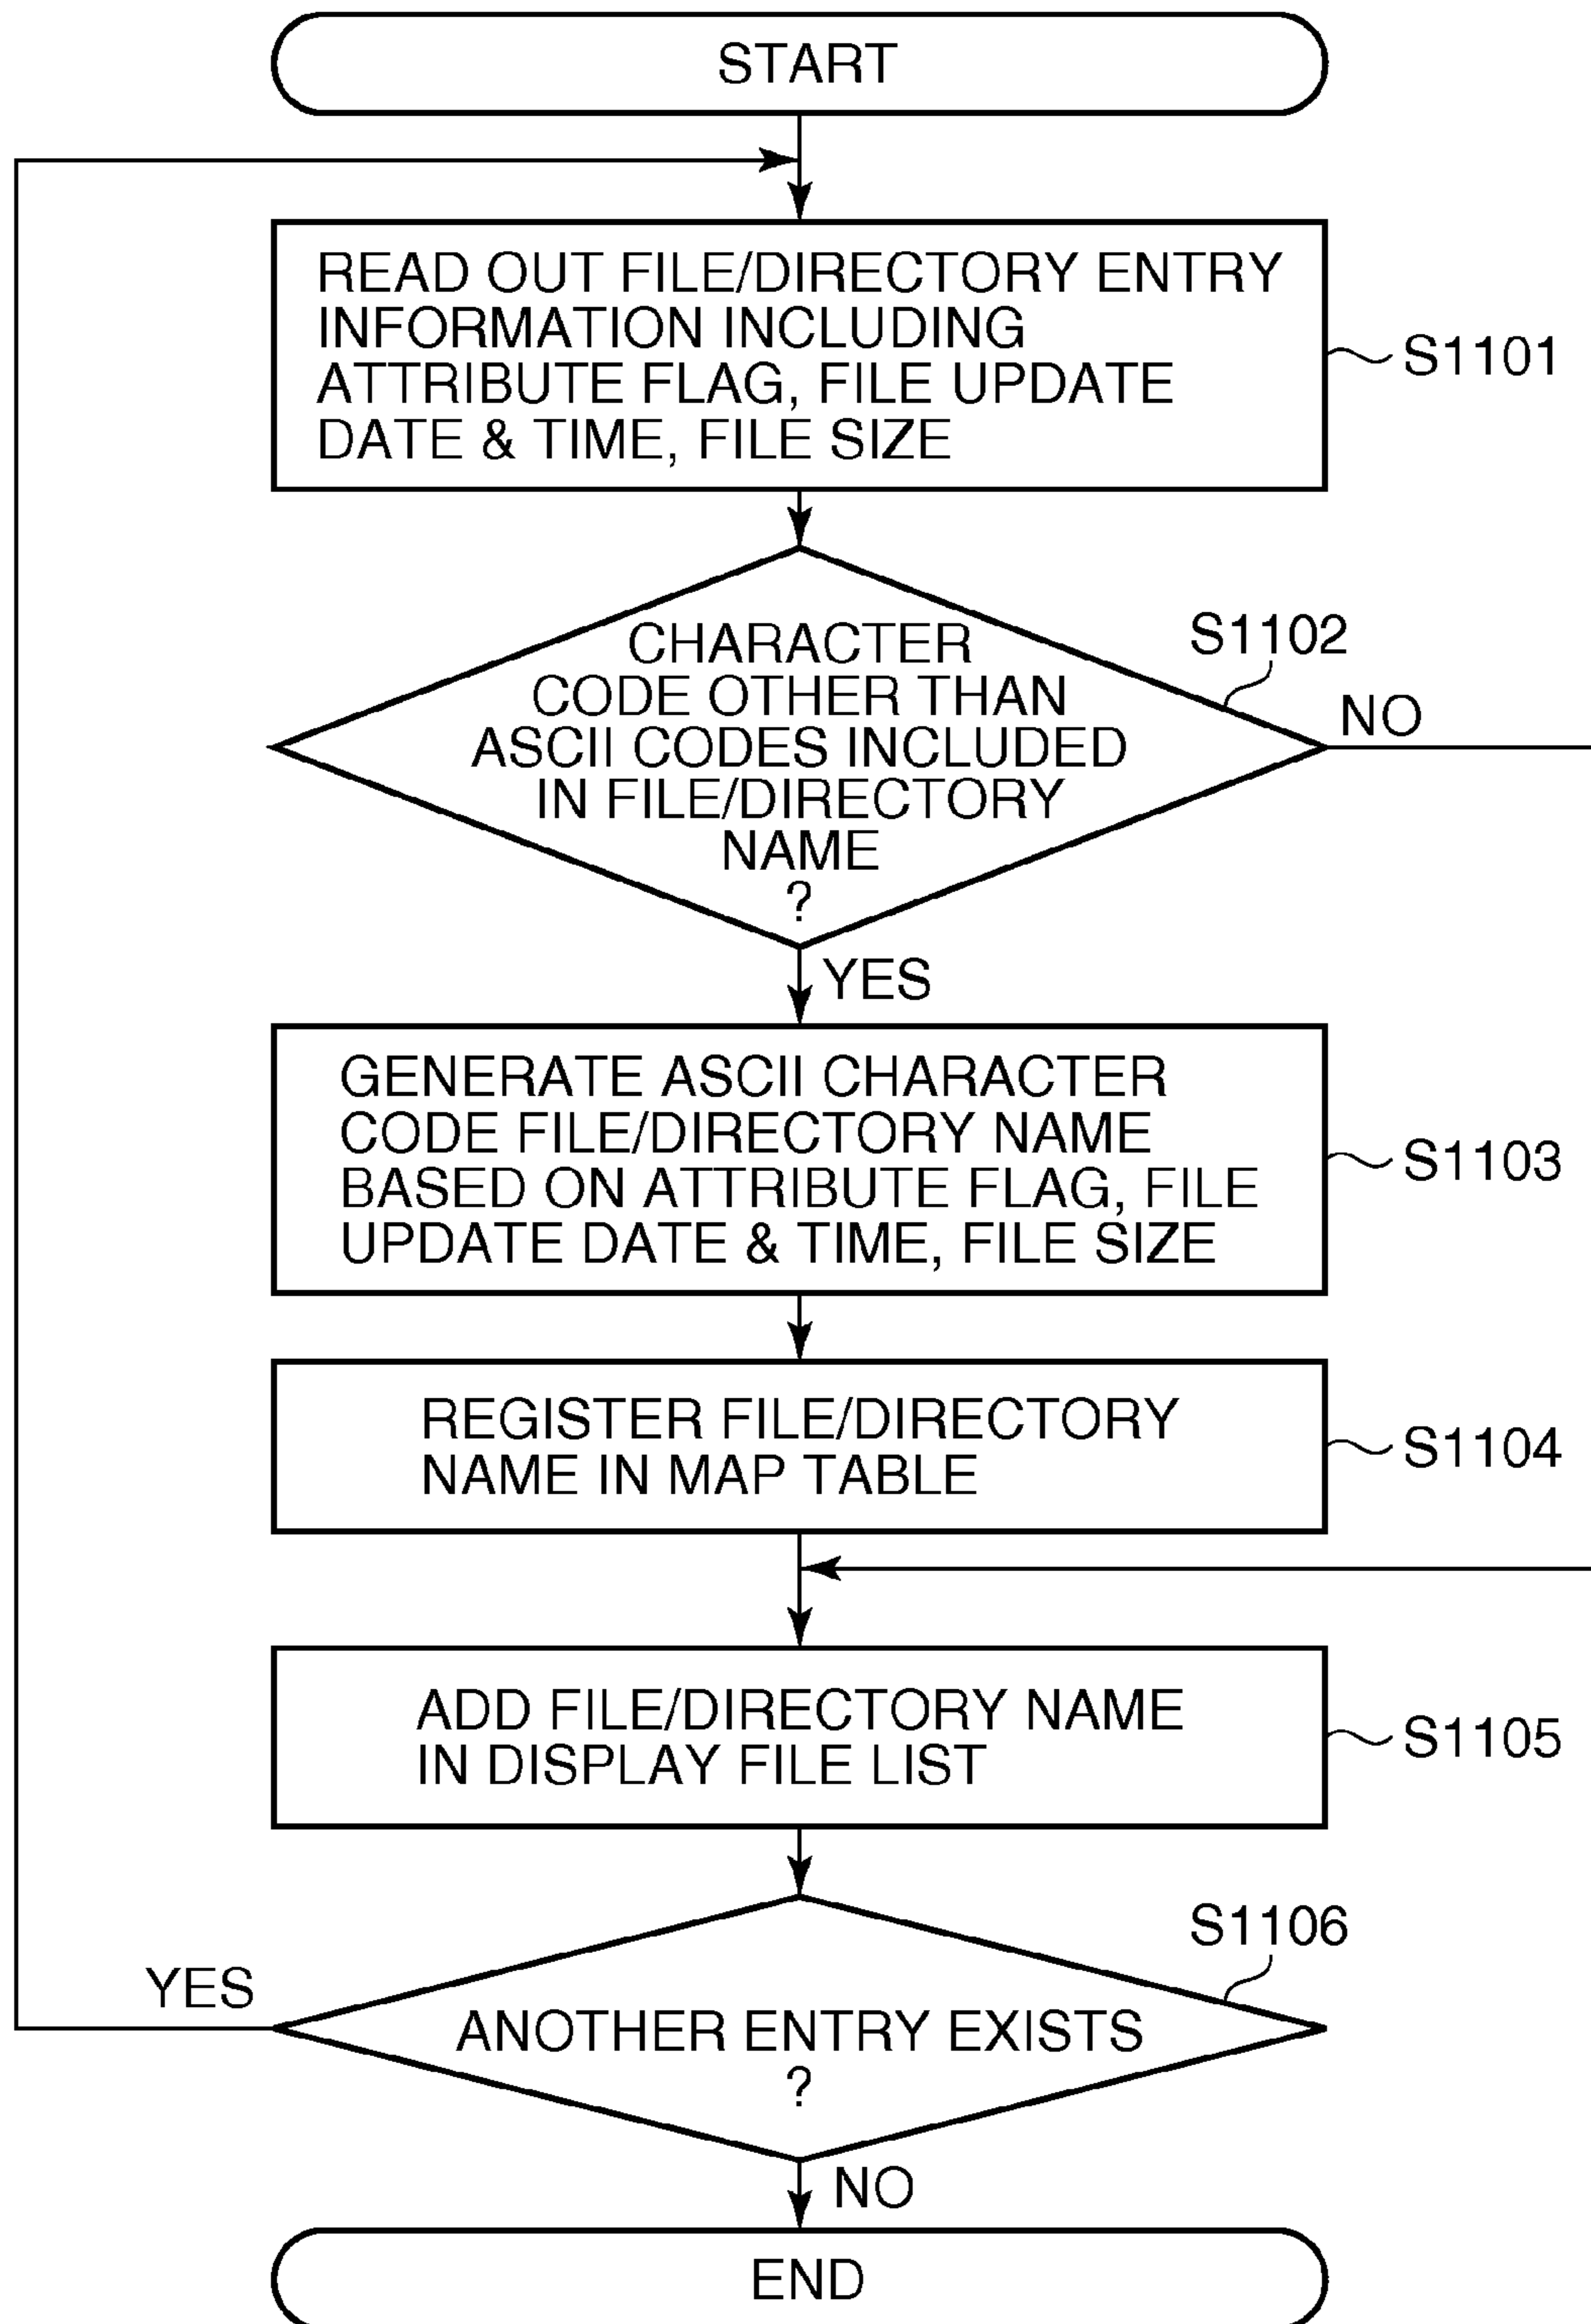 START
READ OUT FILE/DIRECTORY ENTRY
INFORMATION INCLUDING
ATTRIBUTE FLAG, FILE UPDATE
DATE & TIME, FILE SIZE
S1101
CHARACTER
CODE OTHER THAN
ASCII CODES INCLUDED
IN FILE/DIRECTORY
NAME
?
S1102
NO
YES
GENERATE ASCII CHARACTER
CODE FILE/DIRECTORY NAME
BASED ON ATTRIBUTE FLAG, FILE
UPDATE DATE & TIME, FILE SIZE
S1103
REGISTER FILE/DIRECTORY
NAME IN MAP TABLE
S1104
ADD FILE/DIRECTORY NAME
IN DISPLAY FILE LIST
S1105
S1106
YES
ANOTHER ENTRY EXISTS
?
NO
END